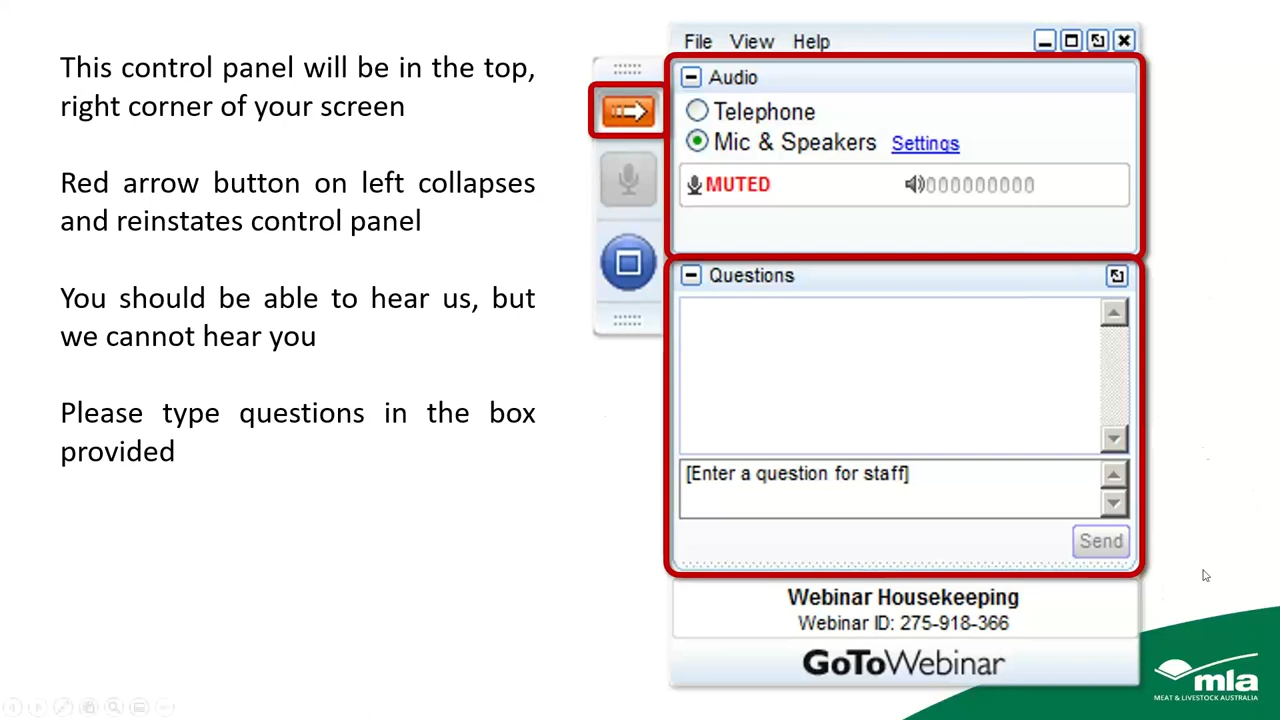 This control panel will be in the top,
right corner of your screen
Red arrow button on left collapses
and reinstates control panel
You should be able to hear us, but
we cannot hear you
Please type questions in the box
provided
File View Help
Audio
Telephone
Mic & Speakers Settings
MUTED 000000000
Questions
[Enter a question for staff]
Send
Webinar Housekeeping
Webinar ID: 275-918-366
GoToWebinar
mla
MEAT & LIVESTOCK AUSTRALIA